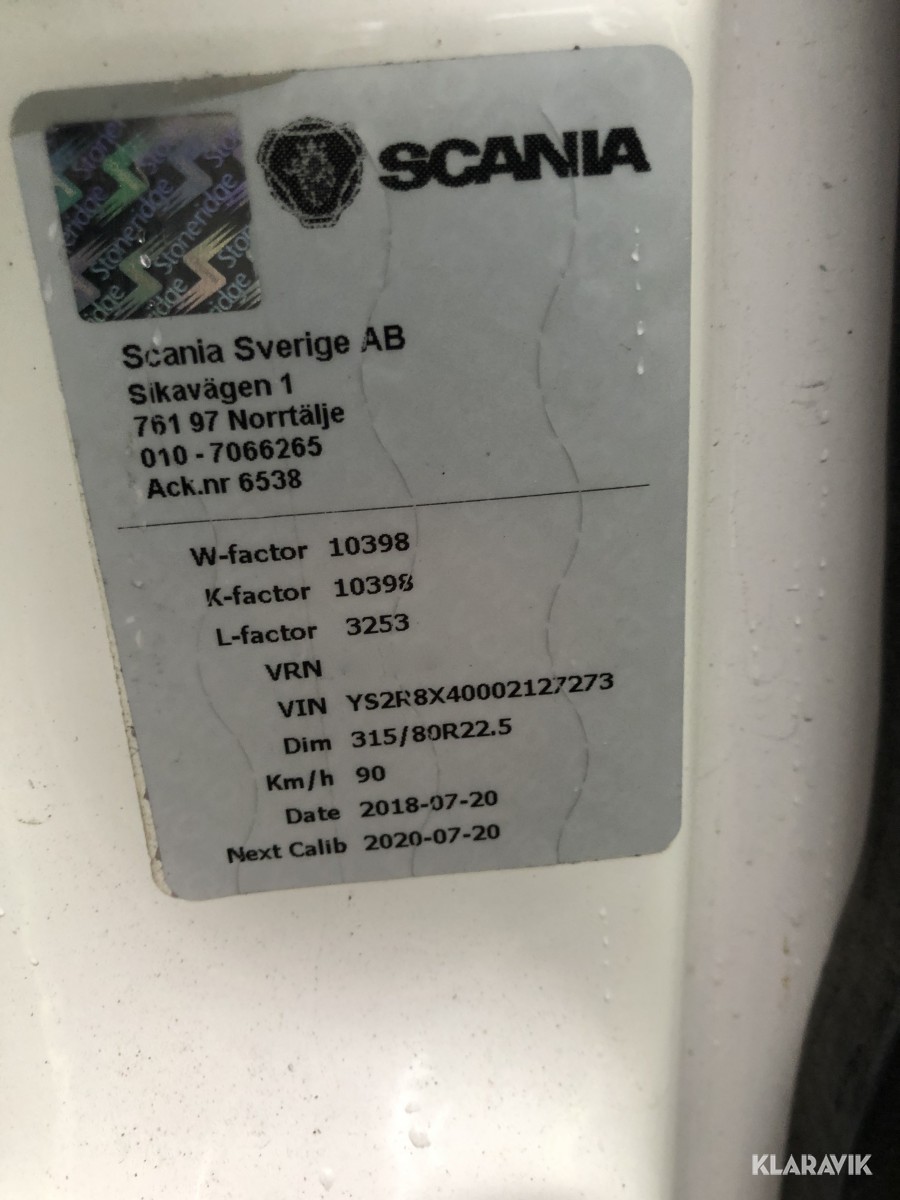 Stoneridge
SCANIA
Scania Sverige AB
Sikavägen 1
761 97 Norrtälje
010 - 7066265
Ack.nr 6538
W-factor 10398
K-factor 10398
L-factor 3253
VRN
VIN YS2R8X40002127273
Dim 315/80R22.5
Km/h 90
Date 2018-07-20
Next Calib 2020-07-20
KLARAVIK